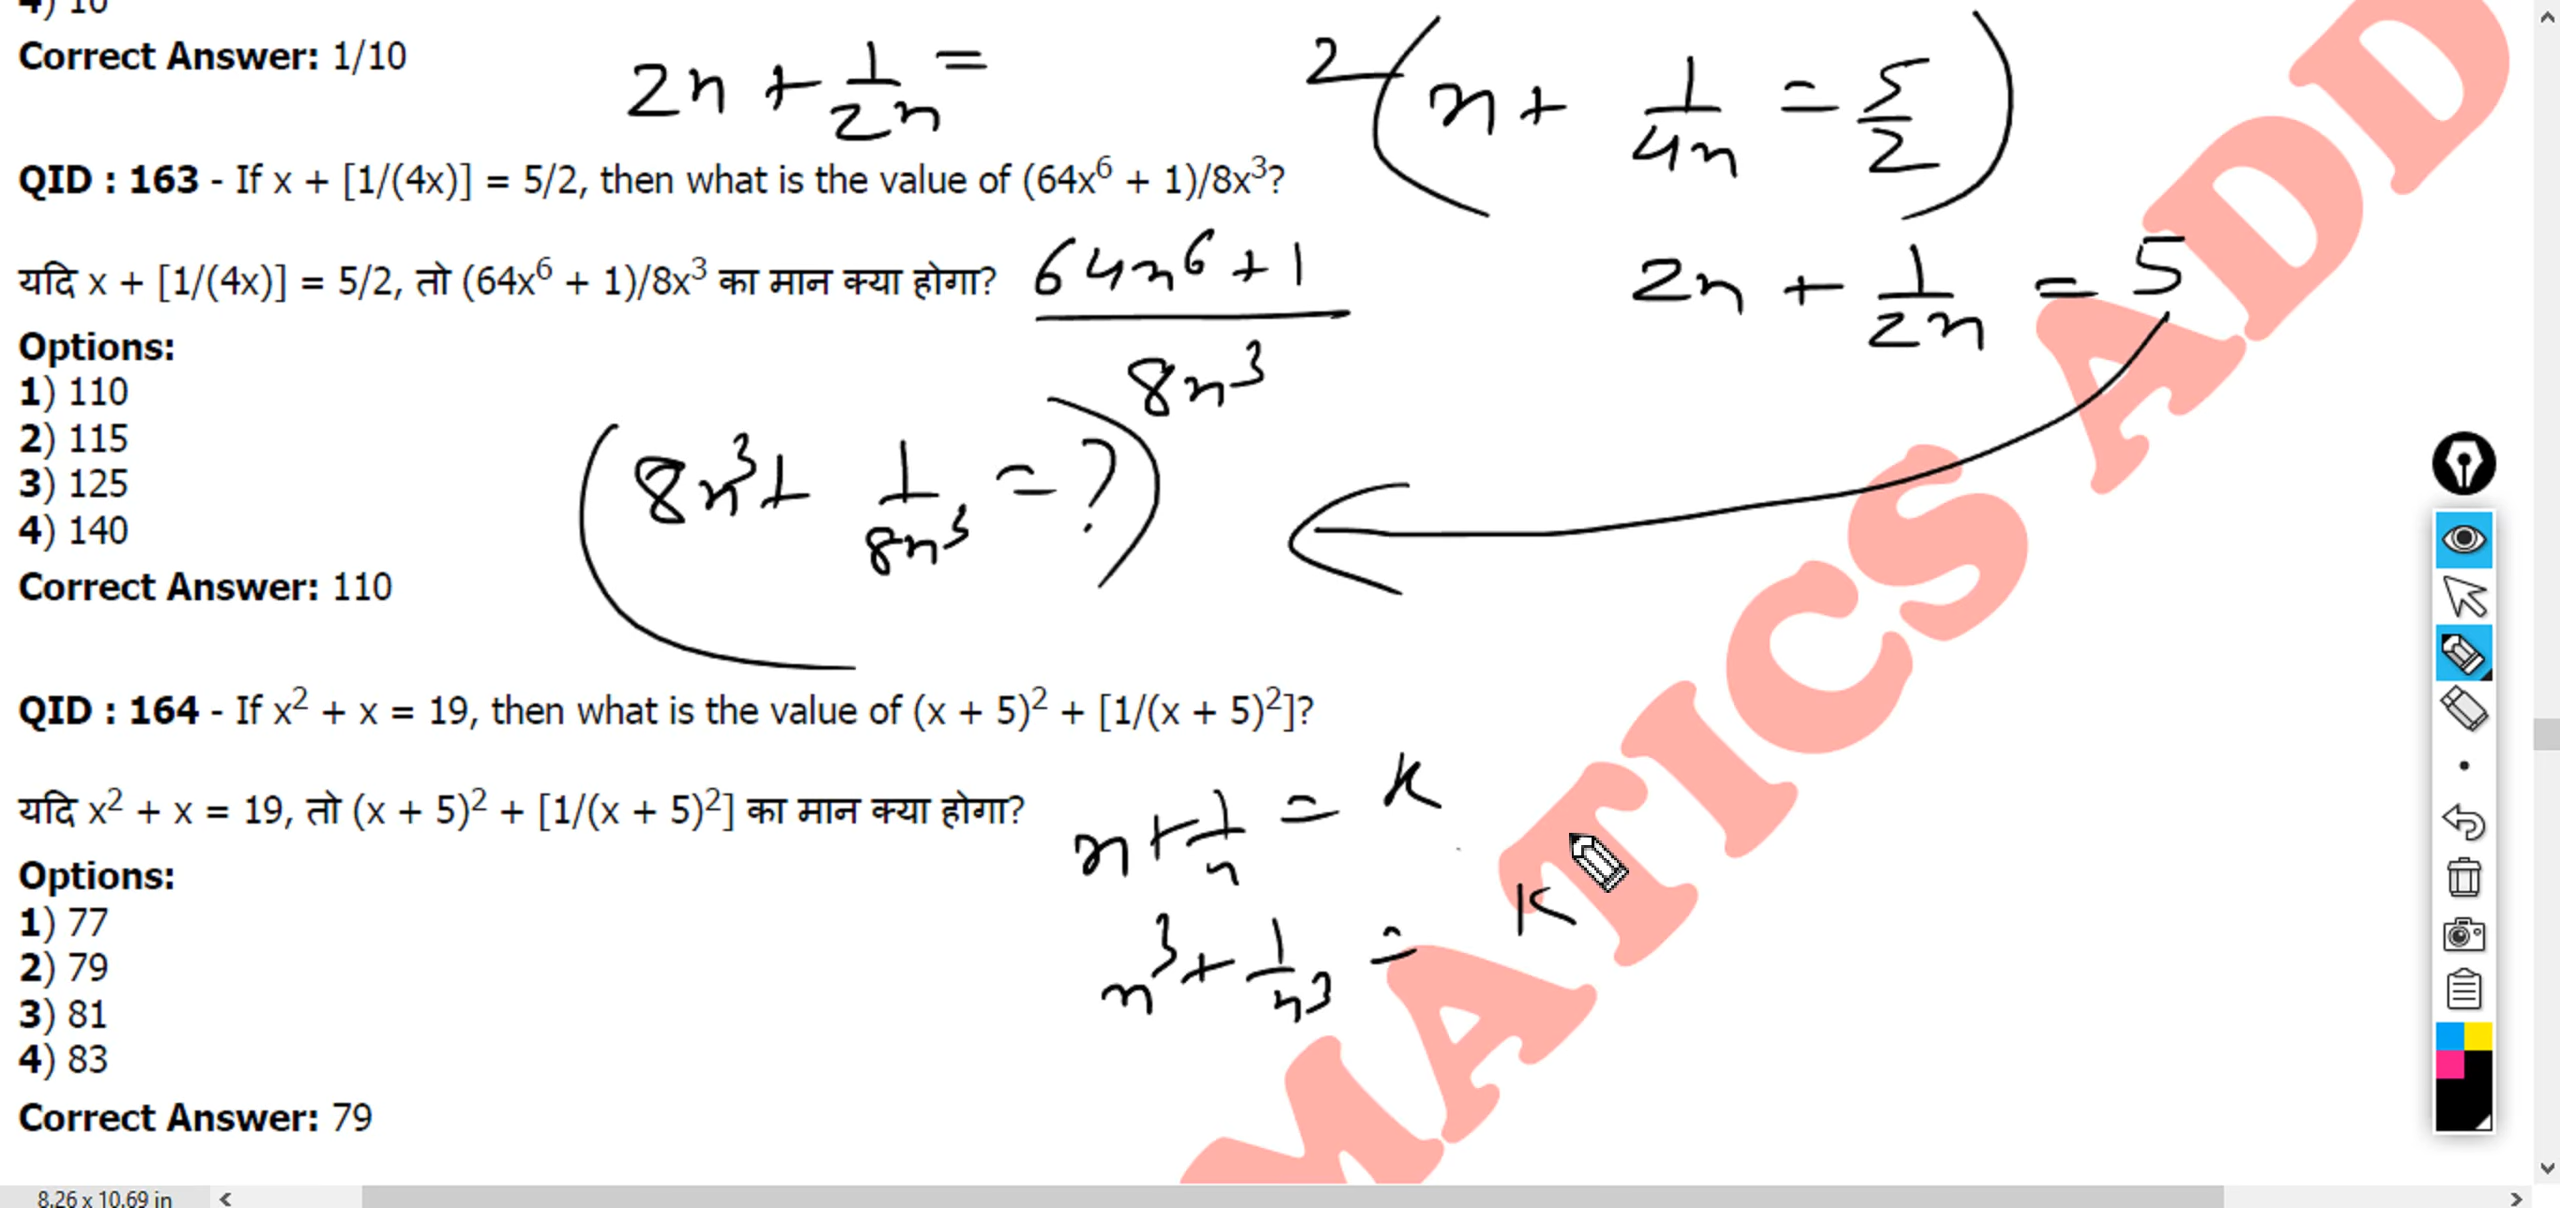 4) 10
Correct Answer: 1/10
2x + 1/2x =
2(x + 1/4x = 5/2)
QID : 163 - If x + [1/(4x)] = 5/2, then what is the value of (64x⁶ + 1)/8x³?
यदि x + [1/(4x)] = 5/2, तो (64x⁶ + 1)/8x³ का मान क्या होगा?
64x⁶ + 1 / 8x³
2x + 1/2x = 5
Options:
1) 110
2) 115
3) 125
4) 140
(8x³ + 1/8x³ = ?)
Correct Answer: 110
QID : 164 - If x² + x = 19, then what is the value of (x + 5)² + [1/(x + 5)²]?
यदि x² + x = 19, तो (x + 5)² + [1/(x + 5)²] का मान क्या होगा?
x + 1/x = K
x³ + 1/x³ = K
Options:
1) 77
2) 79
3) 81
4) 83
Correct Answer: 79
MATICS ADD
8.26 x 10.69 in